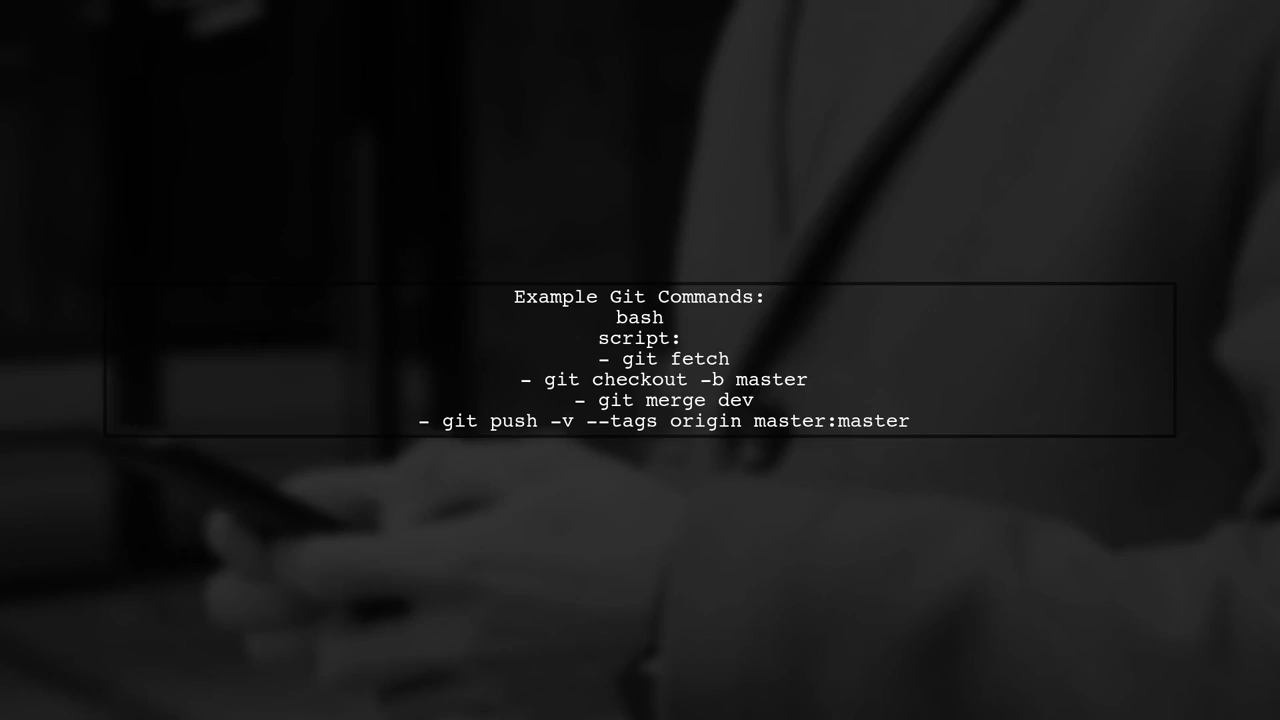 Example Git Commands:
bash
script:
- git fetch
- git checkout -b master
- git merge dev
- git push -v --tags origin master:master